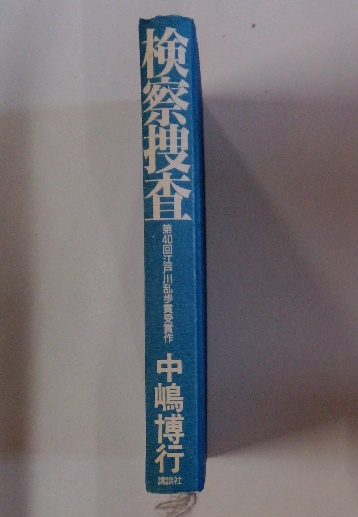 検察捜査
第40回江戸川乱歩賞受賞作
中嶋博行
講談社